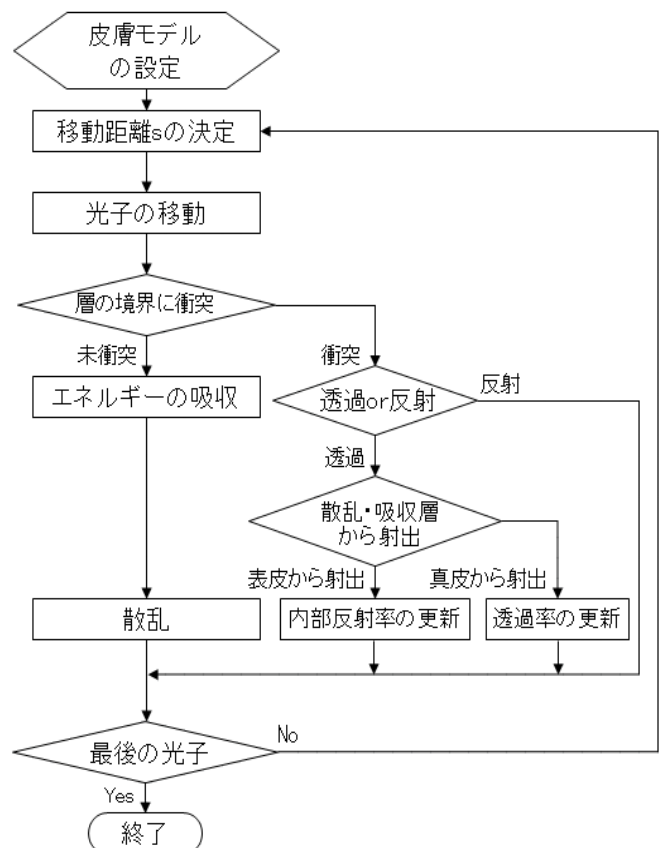 皮膚モデル
の設定
移動距離sの決定
光子の移動
層の境界に衝突
未衝突
衝突
エネルギーの吸収
透過or反射
反射
透過
散乱・吸収層
から射出
表皮から射出
真皮から射出
散乱
内部反射率の更新
透過率の更新
最後の光子
No
Yes
終了